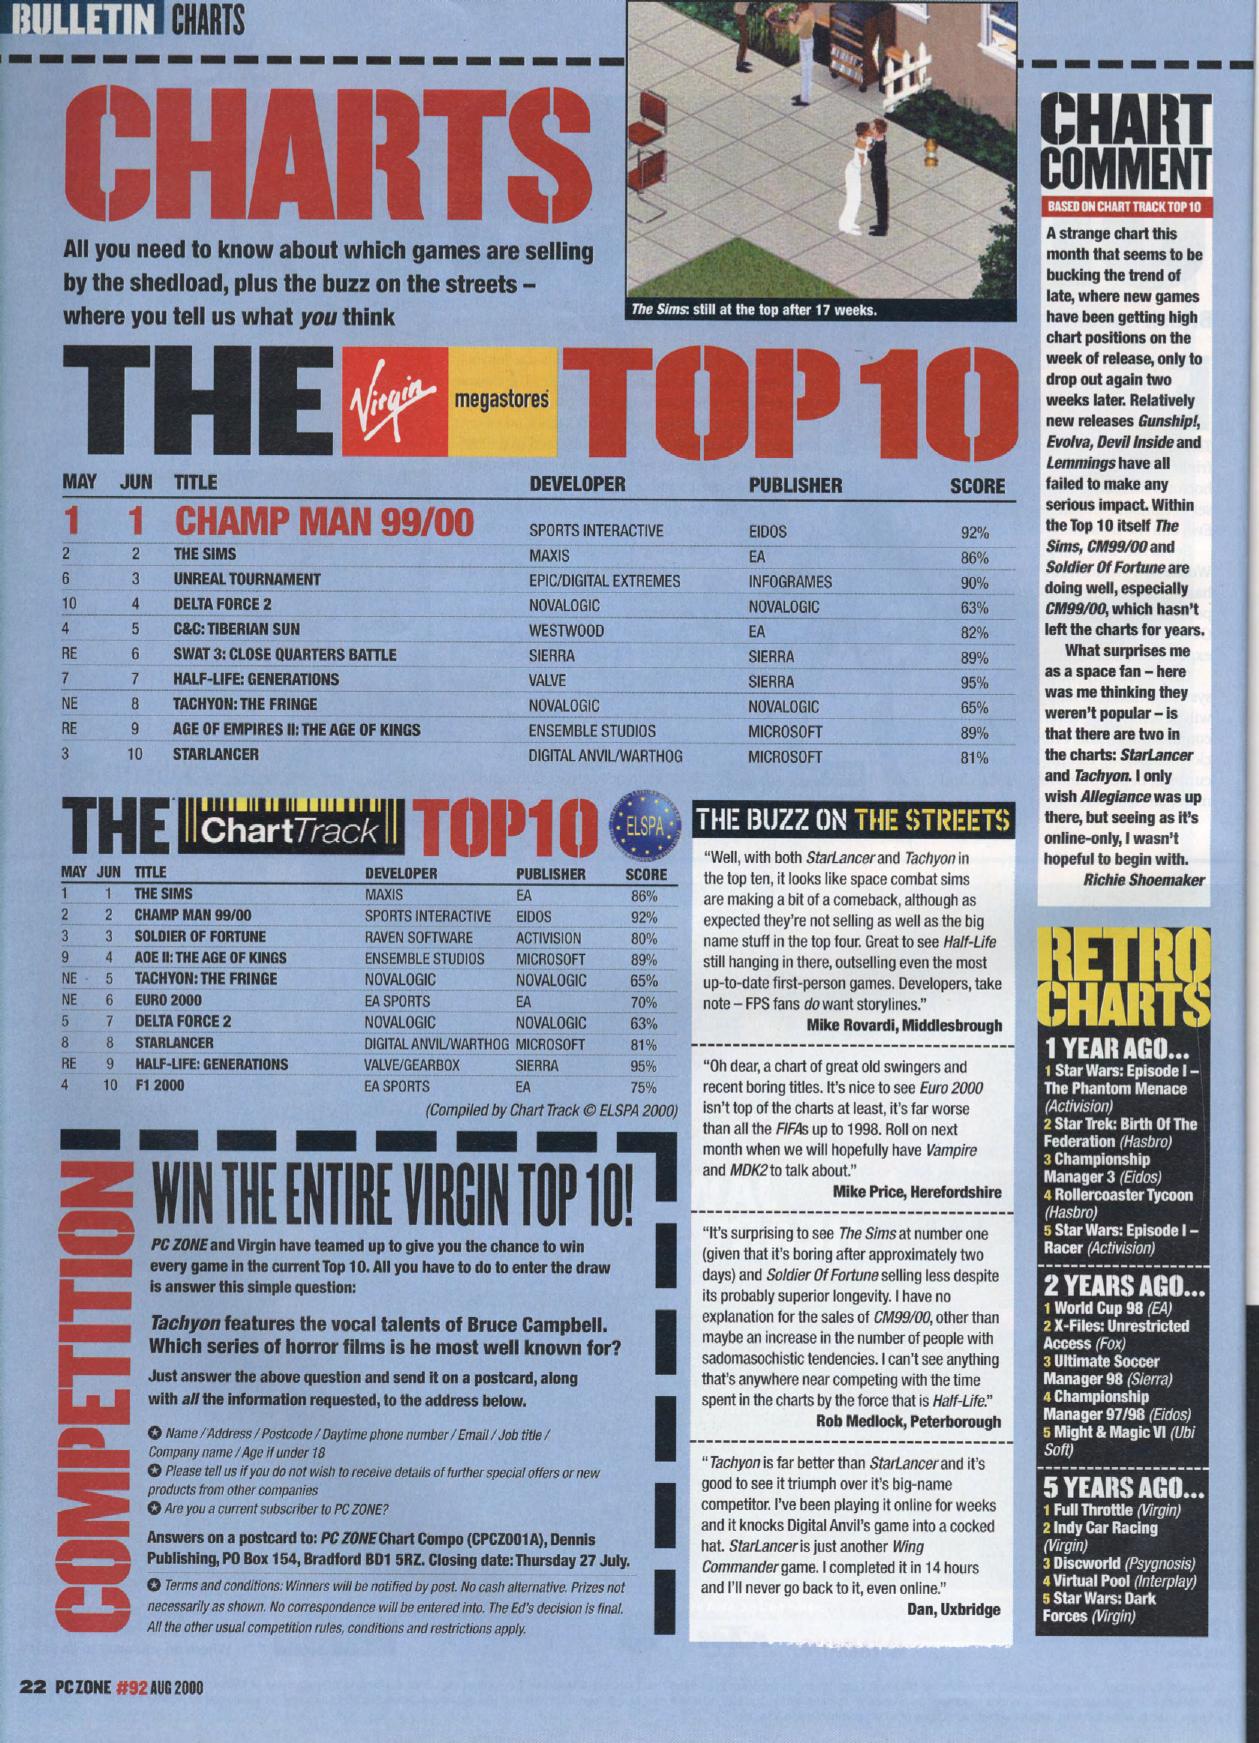 BULLETIN CHARTS
CHARTS
All you need to know about which games are selling
by the shedload, plus the buzz on the streets –
where you tell us what you think
The Sims: still at the top after 17 weeks.
THE Virgin megastores TOP 10
MAY JUN TITLE DEVELOPER PUBLISHER SCORE
1 1 CHAMP MAN 99/00 SPORTS INTERACTIVE EIDOS 92%
2 2 THE SIMS MAXIS EA 86%
6 3 UNREAL TOURNAMENT EPIC/DIGITAL EXTREMES INFOGRAMES 90%
10 4 DELTA FORCE 2 NOVALOGIC NOVALOGIC 63%
4 5 C&C: TIBERIAN SUN WESTWOOD EA 82%
RE 6 SWAT 3: CLOSE QUARTERS BATTLE SIERRA SIERRA 89%
7 7 HALF-LIFE: GENERATIONS VALVE SIERRA 95%
NE 8 TACHYON: THE FRINGE NOVALOGIC NOVALOGIC 65%
RE 9 AGE OF EMPIRES II: THE AGE OF KINGS ENSEMBLE STUDIOS MICROSOFT 89%
3 10 STARLANCER DIGITAL ANVIL/WARTHOG MICROSOFT 81%
THE ChartTrack TOP10 ELSPA
MAY JUN TITLE DEVELOPER PUBLISHER SCORE
1 1 THE SIMS MAXIS EA 86%
2 2 CHAMP MAN 99/00 SPORTS INTERACTIVE EIDOS 92%
3 3 SOLDIER OF FORTUNE RAVEN SOFTWARE ACTIVISION 80%
9 4 AOE II: THE AGE OF KINGS ENSEMBLE STUDIOS MICROSOFT 89%
NE 5 TACHYON: THE FRINGE NOVALOGIC NOVALOGIC 65%
NE 6 EURO 2000 EA SPORTS EA 70%
5 7 DELTA FORCE 2 NOVALOGIC NOVALOGIC 63%
8 8 STARLANCER DIGITAL ANVIL/WARTHOG MICROSOFT 81%
RE 9 HALF-LIFE: GENERATIONS VALVE/GEARBOX SIERRA 95%
4 10 F1 2000 EA SPORTS EA 75%
(Compiled by Chart Track © ELSPA 2000)
COMPETITION
WIN THE ENTIRE VIRGIN TOP 10!
PC ZONE and Virgin have teamed up to give you the chance to win
every game in the current Top 10. All you have to do to enter the draw
is answer this simple question:
Tachyon features the vocal talents of Bruce Campbell.
Which series of horror films is he most well known for?
Just answer the above question and send it on a postcard, along
with all the information requested, to the address below.
✪ Name / Address / Postcode / Daytime phone number / Email / Job title /
Company name / Age if under 18
✪ Please tell us if you do not wish to receive details of further special offers or new
products from other companies
✪ Are you a current subscriber to PC ZONE?
Answers on a postcard to: PC ZONE Chart Compo (CPCZ001A), Dennis
Publishing, PO Box 154, Bradford BD1 5RZ. Closing date: Thursday 27 July.
✪ Terms and conditions: Winners will be notified by post. No cash alternative. Prizes not
necessarily as shown. No correspondence will be entered into. The Ed's decision is final.
All the other usual competition rules, conditions and restrictions apply.
THE BUZZ ON THE STREETS
"Well, with both StarLancer and Tachyon in
the top ten, it looks like space combat sims
are making a bit of a comeback, although as
expected they're not selling as well as the big
name stuff in the top four. Great to see Half-Life
still hanging in there, outselling even the most
up-to-date first-person games. Developers, take
note – FPS fans do want storylines."
Mike Rovardi, Middlesbrough
"Oh dear, a chart of great old swingers and
recent boring titles. It's nice to see Euro 2000
isn't top of the charts at least, it's far worse
than all the FIFAs up to 1998. Roll on next
month when we will hopefully have Vampire
and MDK2 to talk about."
Mike Price, Herefordshire
"It's surprising to see The Sims at number one
(given that it's boring after approximately two
days) and Soldier Of Fortune selling less despite
its probably superior longevity. I have no
explanation for the sales of CM99/00, other than
maybe an increase in the number of people with
sadomasochistic tendencies. I can't see anything
that's anywhere near competing with the time
spent in the charts by the force that is Half-Life."
Rob Medlock, Peterborough
"Tachyon is far better than StarLancer and it's
good to see it triumph over it's big-name
competitor. I've been playing it online for weeks
and it knocks Digital Anvil's game into a cocked
hat. StarLancer is just another Wing
Commander game. I completed it in 14 hours
and I'll never go back to it, even online."
Dan, Uxbridge
CHART
COMMENT
BASED ON CHART TRACK TOP 10
A strange chart this
month that seems to be
bucking the trend of
late, where new games
have been getting high
chart positions on the
week of release, only to
drop out again two
weeks later. Relatively
new releases Gunship!,
Evolva, Devil Inside and
Lemmings have all
failed to make any
serious impact. Within
the Top 10 itself The
Sims, CM99/00 and
Soldier Of Fortune are
doing well, especially
CM99/00, which hasn't
left the charts for years.
What surprises me
as a space fan – here
was me thinking they
weren't popular – is
that there are two in
the charts: StarLancer
and Tachyon. I only
wish Allegiance was up
there, but seeing as it's
online-only, I wasn't
hopeful to begin with.
Richie Shoemaker
RETRO
CHARTS
1 YEAR AGO...
1 Star Wars: Episode I –
The Phantom Menace
(Activision)
2 Star Trek: Birth Of The
Federation (Hasbro)
3 Championship
Manager 3 (Eidos)
4 Rollercoaster Tycoon
(Hasbro)
5 Star Wars: Episode I –
Racer (Activision)
2 YEARS AGO...
1 World Cup 98 (EA)
2 X-Files: Unrestricted
Access (Fox)
3 Ultimate Soccer
Manager 98 (Sierra)
4 Championship
Manager 97/98 (Eidos)
5 Might & Magic VI (Ubi
Soft)
5 YEARS AGO...
1 Full Throttle (Virgin)
2 Indy Car Racing
(Virgin)
3 Discworld (Psygnosis)
4 Virtual Pool (Interplay)
5 Star Wars: Dark
Forces (Virgin)
22 PC ZONE #92 AUG 2000